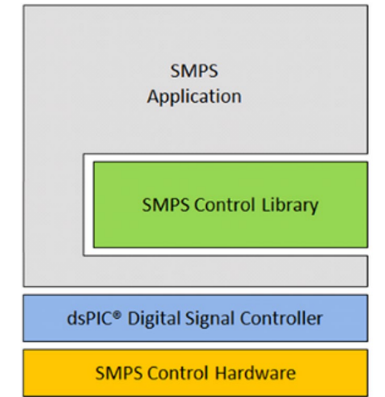 SMPS
Application
SMPS Control Library
dsPIC® Digital Signal Controller
SMPS Control Hardware